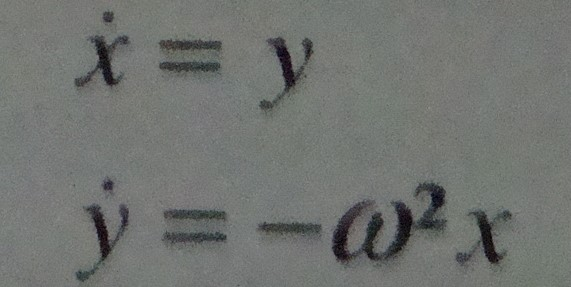 ẋ = y
ẏ = −ω²x